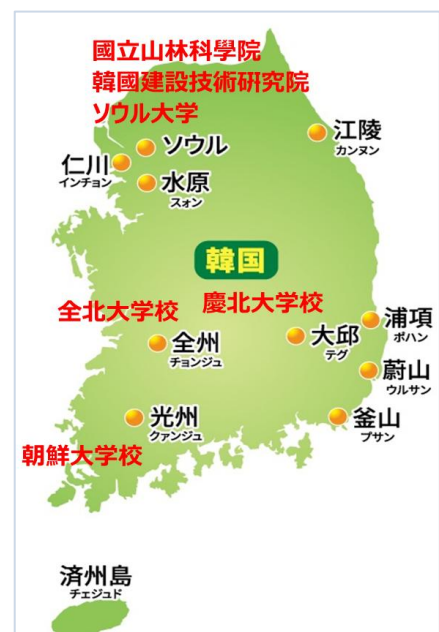 國立山林科學院
韓國建設技術研究院
ソウル大学
江陵
カンヌン
ソウル
仁川
インチョン
水原
スォン
韓国
慶北大学校
全北大学校
浦項
ポハン
大邱
テグ
全州
チョンジュ
蔚山
ウルサン
光州
クァンジュ
釜山
プサン
朝鮮大学校
済州島
チェジュド